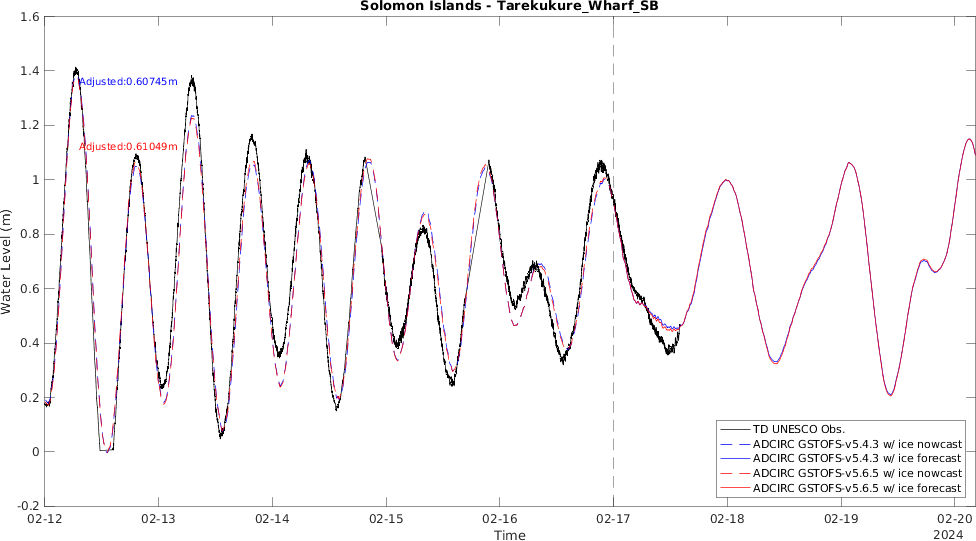 Solomon Islands - Tarekukure_Wharf_SB
1.6
1.4
1.2
1
0.8
0.6
0.4
0.2
0
-0.2
Water Level (m)
Adjusted:0.60745m
Adjusted:0.61049m
TD UNESCO Obs.
ADCIRC GSTOFS-v5.4.3 w/ ice nowcast
ADCIRC GSTOFS-v5.4.3 w/ ice forecast
ADCIRC GSTOFS-v5.6.5 w/ ice nowcast
ADCIRC GSTOFS-v5.6.5 w/ ice forecast
02-12 02-13 02-14 02-15 02-16 02-17 02-18 02-19 02-20
Time 2024